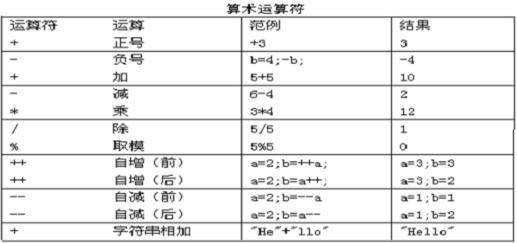 算术运算符
运算符 运算 范例 结果
+ 正号 +3 3
- 负号 b=4;-b; -4
+ 加 5+5 10
- 减 6-4 2
* 乘 3*4 12
/ 除 5/5 1
% 取模 5%5 0
++ 自增（前） a=2;b=++a; a=3;b=3
++ 自增（后） a=2;b=a++; a=3;b=2
-- 自减（前） a=2;b=--a a=1;b=1
-- 自减（后） a=2;b=a-- a=1;b=2
+ 字符串相加 "He"+"llo" "Hello"